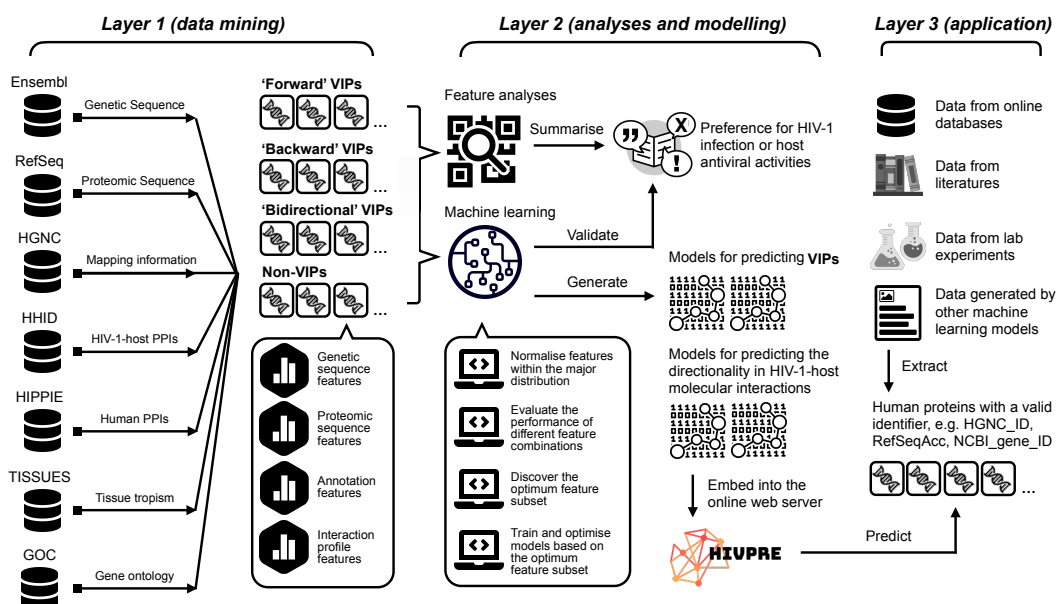 Layer 1 (data mining)
Layer 2 (analyses and modelling)
Layer 3 (application)
Ensembl
Genetic Sequence
RefSeq
Proteomic Sequence
HGNC
Mapping information
HHID
HIV-1-host PPIs
HIPPIE
Human PPIs
TISSUES
Tissue tropism
GOC
Gene ontology
'Forward' VIPs
...
'Backward' VIPs
...
'Bidirectional' VIPs
...
Non-VIPs
...
Genetic
sequence
features
Proteomic
sequence
features
Annotation
features
Interaction
profile
features
Feature analyses
Summarise
Preference for HIV-1
infection or host
antiviral activities
Machine learning
Validate
Generate
Models for predicting VIPs
Models for predicting the
directionality in HIV-1-host
molecular interactions
Normalise features
within the major
distribution
Evaluate the
performance of
different feature
combinations
Discover the
optimum feature
subset
Train and optimise
models based on
the optimum
feature subset
Embed into the
online web server
HIVPRE
Predict
Data from online
databases
Data from
literatures
Data from lab
experiments
Data generated by
other machine
learning models
Extract
Human proteins with a valid
identifier, e.g. HGNC_ID,
RefSeqAcc, NCBI_gene_ID
...